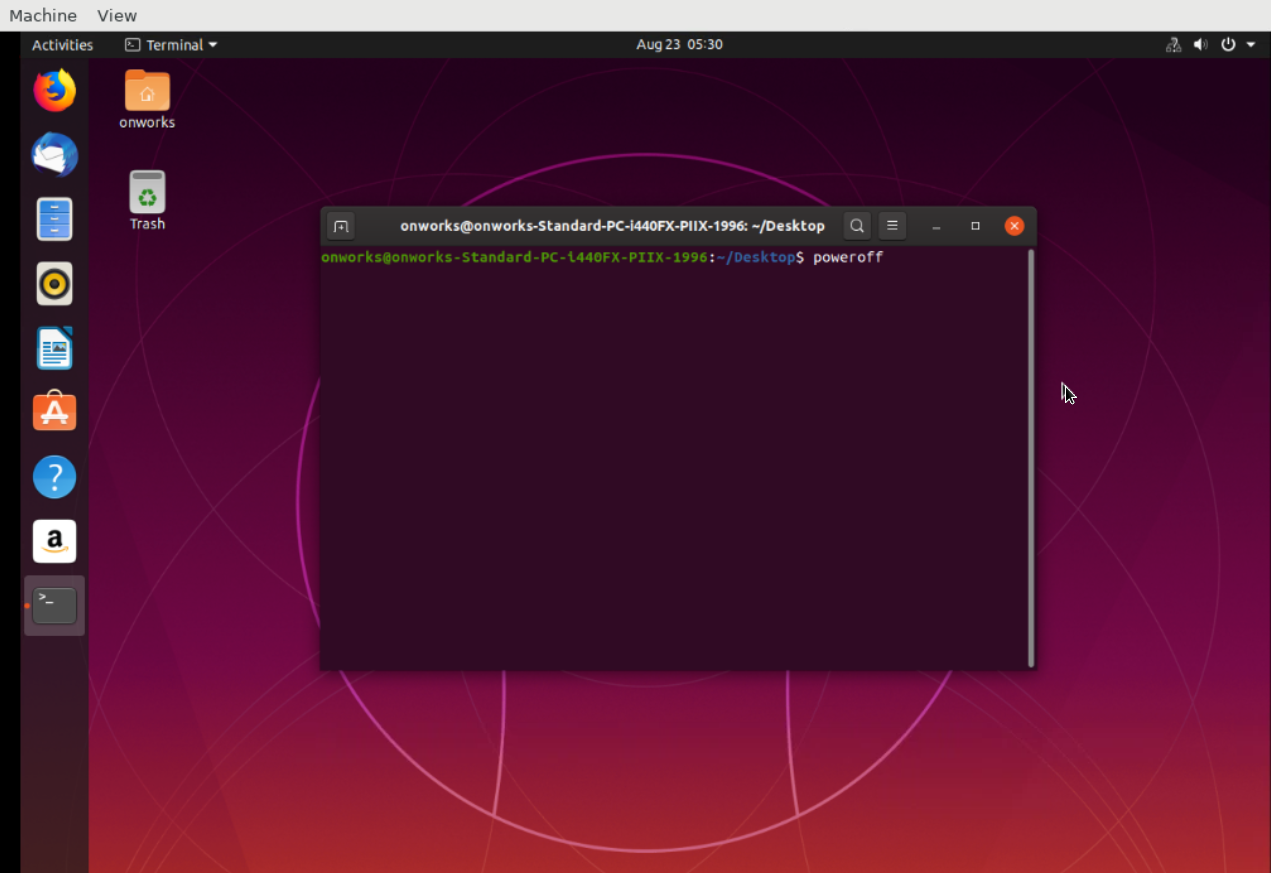 Machine View
Activities Terminal Aug 23 05:30
onworks
Trash
onworks@onworks-Standard-PC-i440FX-PIIX-1996: ~/Desktop
onworks@onworks-Standard-PC-i440FX-PIIX-1996:~/Desktop$ poweroff
?
a
>_